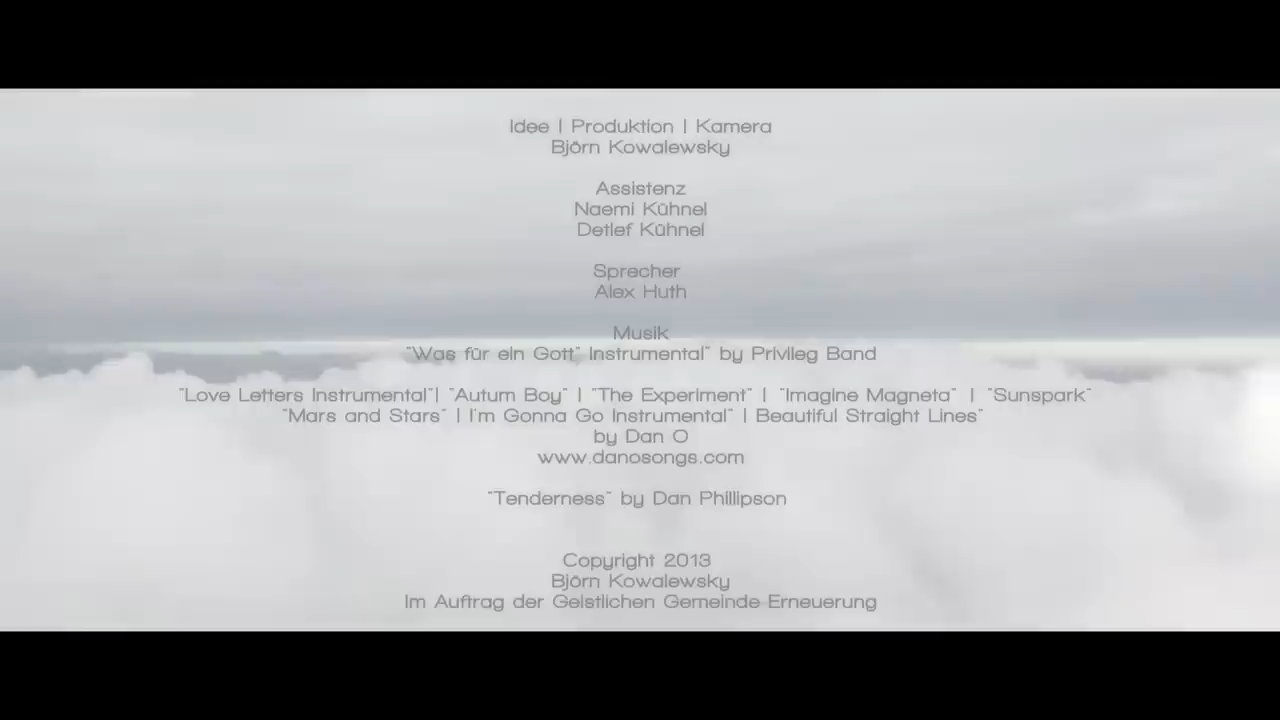 Idee | Produktion | Kamera
Björn Kowalewsky
Assistenz
Naemi Kühnel
Detlef Kühnel
Sprecher
Alex Huth
Musik
"Was für ein Gott" Instrumental" by Privileg Band
"Love Letters Instrumental"| "Autum Boy" | "The Experiment" | "Imagine Magneta" | "Sunspark"
"Mars and Stars" | I'm Gonna Go Instrumental" | Beautiful Straight Lines"
by Dan O
www.danosongs.com
"Tenderness" by Dan Phillipson
Copyright 2013
Björn Kowalewsky
Im Auftrag der Geistlichen Gemeinde-Erneuerung